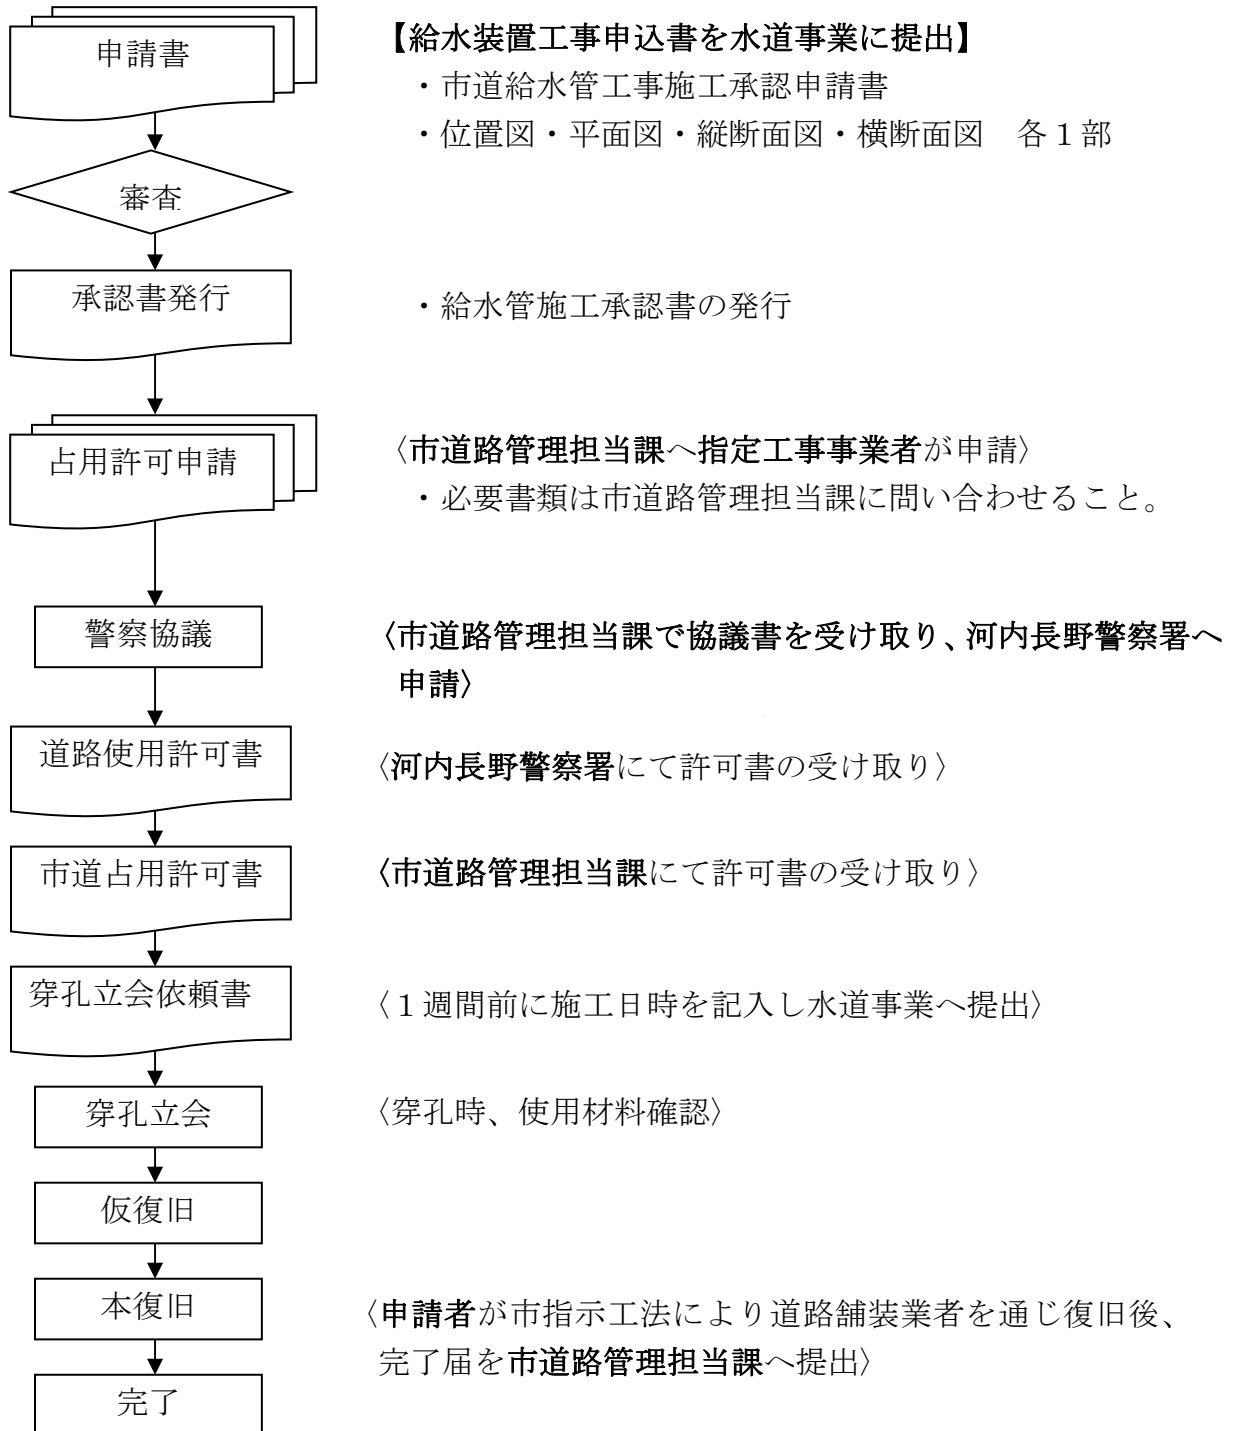 申請書
【給水装置工事申込書を水道事業に提出】
・市道給水管工事施工承認申請書
・位置図・平面図・縦断面図・横断面図　各１部
審査
承認書発行
・給水管施工承認書の発行
占用許可申請
〈市道路管理担当課へ指定工事事業者が申請〉
・必要書類は市道路管理担当課に問い合わせること。
警察協議
〈市道路管理担当課で協議書を受け取り、河内長野警察署へ
申請〉
道路使用許可書
〈河内長野警察署にて許可書の受け取り〉
市道占用許可書
〈市道路管理担当課にて許可書の受け取り〉
穿孔立会依頼書
〈１週間前に施工日時を記入し水道事業へ提出〉
穿孔立会
〈穿孔時、使用材料確認〉
仮復旧
本復旧
〈申請者が市指示工法により道路舗装業者を通じ復旧後、
完了届を市道路管理担当課へ提出〉
完了